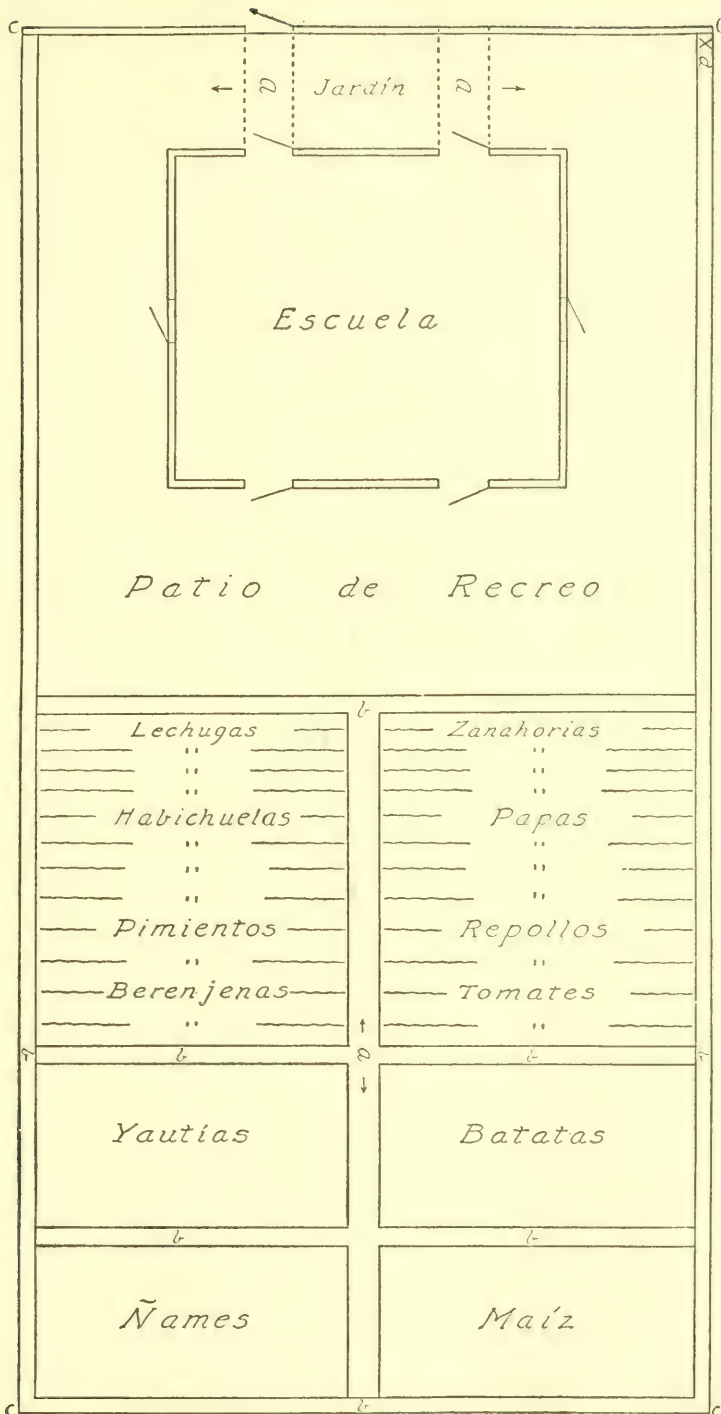 C C
X d
a Jardín a
Escuela
Patio de Recreo
b
Lechugas Zanahorias
" "
" "
" "
Habichuelas Papas
" "
" "
" "
Pimientos Repollos
" "
Berenjenas Tomates
" "
b a b
Yautías Batatas
b b
Ñames Maíz
C b C